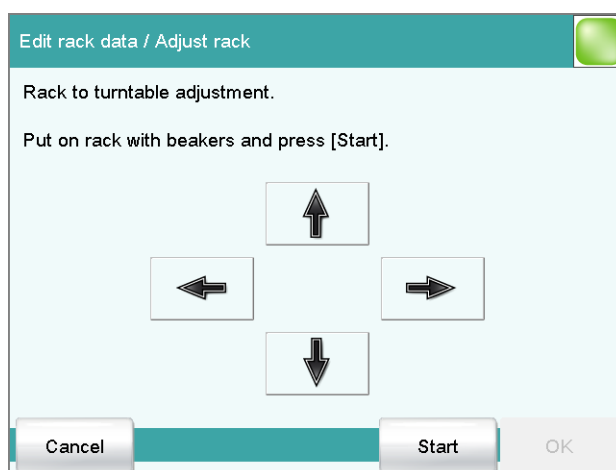 Edit rack data / Adjust rack
Rack to turntable adjustment.
Put on rack with beakers and press [Start].
Cancel
Start
OK